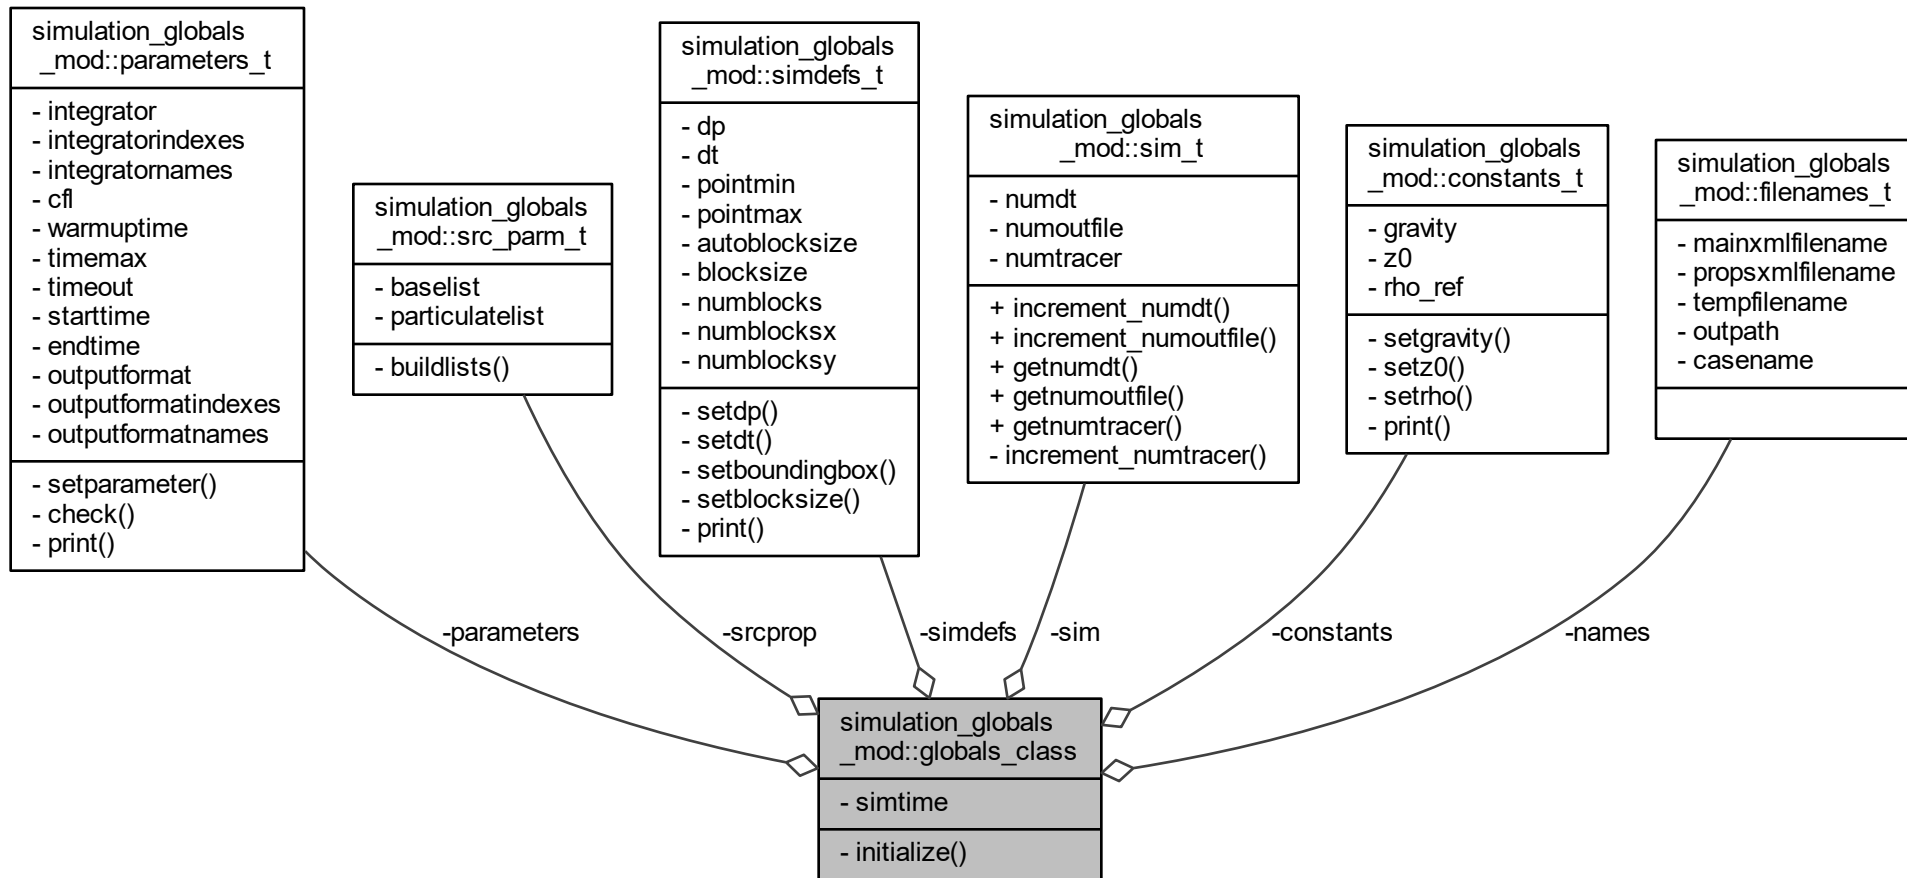 simulation_globals
_mod::parameters_t
- integrator
- integratorindexes
- integratornames
- cfl
- warmuptime
- timemax
- timeout
- starttime
- endtime
- outputformat
- outputformatindexes
- outputformatnames
- setparameter()
- check()
- print()
simulation_globals
_mod::src_parm_t
- baselist
- particulatelist
- buildlists()
simulation_globals
_mod::simdefs_t
- dp
- dt
- pointmin
- pointmax
- autoblocksize
- blocksize
- numblocks
- numblocksx
- numblocksy
- setdp()
- setdt()
- setboundingbox()
- setblocksize()
- print()
simulation_globals
_mod::sim_t
- numdt
- numoutfile
- numtracer
+ increment_numdt()
+ increment_numoutfile()
+ getnumdt()
+ getnumoutfile()
+ getnumtracer()
- increment_numtracer()
simulation_globals
_mod::constants_t
- gravity
- z0
- rho_ref
- setgravity()
- setz0()
- setrho()
- print()
simulation_globals
_mod::filenames_t
- mainxmlfilename
- propsxmlfilename
- tempfilename
- outpath
- casename
-parameters
-srcprop
-simdefs
-sim
-constants
-names
simulation_globals
_mod::globals_class
- simtime
- initialize()